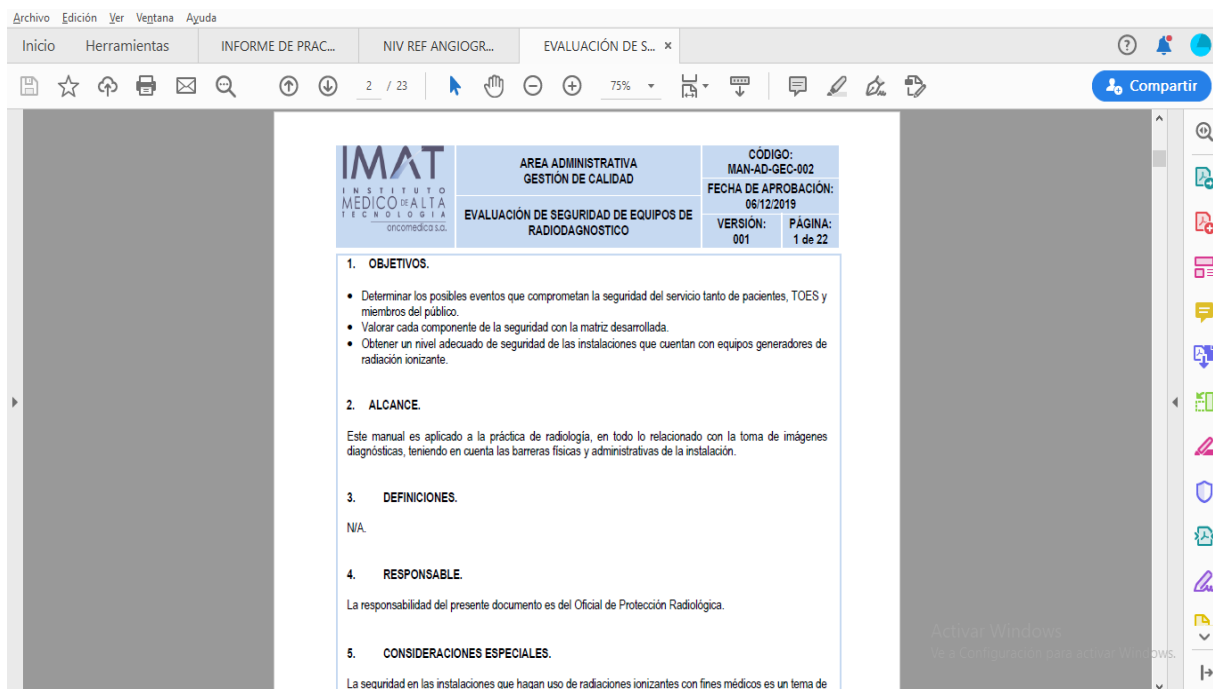 Archivo Edición Ver Ventana Ayuda
Inicio Herramientas INFORME DE PRAC... NIV REF ANGIOGR... EVALUACIÓN DE S... ×
2 / 23 75% Compartir
IMAT
INSTITUTO
MEDICO DE ALTA
TECNOLOGIA
oncomedica s.a.
AREA ADMINISTRATIVA
GESTIÓN DE CALIDAD
EVALUACIÓN DE SEGURIDAD DE EQUIPOS DE
RADIODAGNOSTICO
CÓDIGO:
MAN-AD-GEC-002
FECHA DE APROBACIÓN:
06/12/2019
VERSIÓN:
001
PÁGINA:
1 de 22
1. OBJETIVOS.
• Determinar los posibles eventos que comprometan la seguridad del servicio tanto de pacientes, TOES y
miembros del público.
• Valorar cada componente de la seguridad con la matriz desarrollada.
• Obtener un nivel adecuado de seguridad de las instalaciones que cuentan con equipos generadores de
radiación ionizante.
2. ALCANCE.
Este manual es aplicado a la práctica de radiología, en todo lo relacionado con la toma de imágenes
diagnósticas, teniendo en cuenta las barreras físicas y administrativas de la instalación.
3. DEFINICIONES.
N/A.
4. RESPONSABLE.
La responsabilidad del presente documento es del Oficial de Protección Radiológica.
5. CONSIDERACIONES ESPECIALES.
La seguridad en las instalaciones que hagan uso de radiaciones ionizantes con fines médicos es un tema de
Activar Windows
Ve a Configuración para activar Windows.